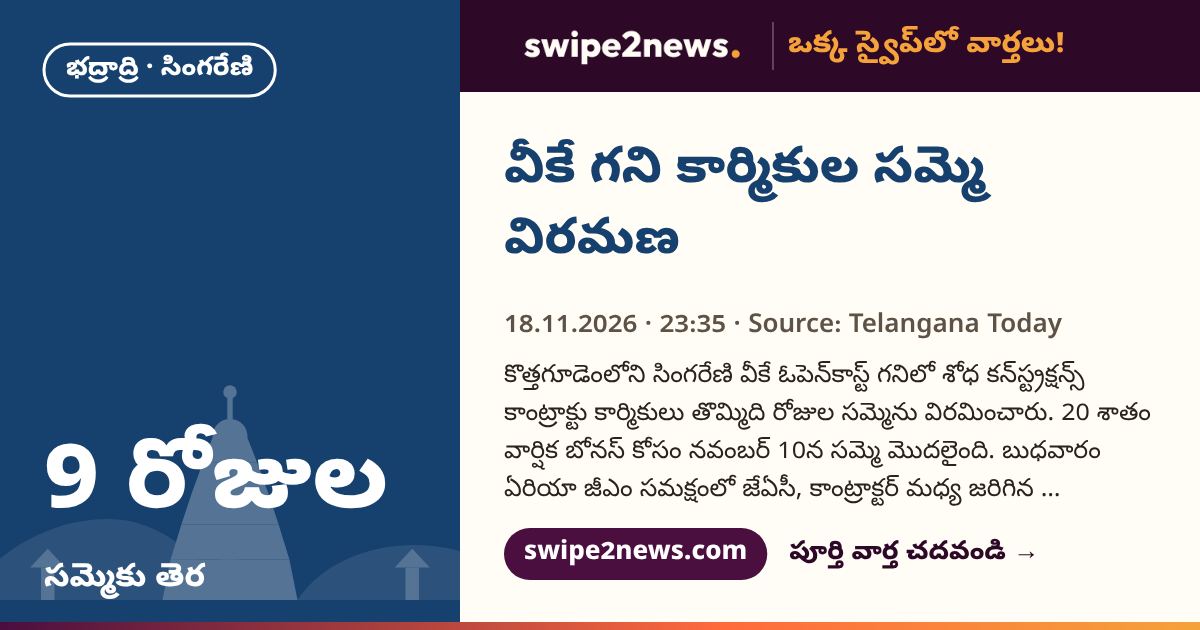 భద్రాద్రి · సింగరేణి
9 రోజుల
సమ్మెకు తెర
swipe2news.
ఒక్క స్వైప్‌లో వార్తలు!
వీకే గని కార్మికుల సమ్మె
విరమణ
18.11.2026 · 23:35 · Source: Telangana Today
కొత్తగూడెంలోని సింగరేణి వీకే ఓపెన్‌కాస్ట్ గనిలో శోధ కన్‌స్ట్రక్షన్స్
కాంట్రాక్టు కార్మికులు తొమ్మిది రోజుల సమ్మెను విరమించారు. 20 శాతం
వార్షిక బోనస్ కోసం నవంబర్ 10న సమ్మె మొదలైంది. బుధవారం
ఏరియా జీఎం సమక్షంలో జేఏసీ, కాంట్రాక్టర్ మధ్య జరిగిన ...
swipe2news.com
పూర్తి వార్త చదవండి →